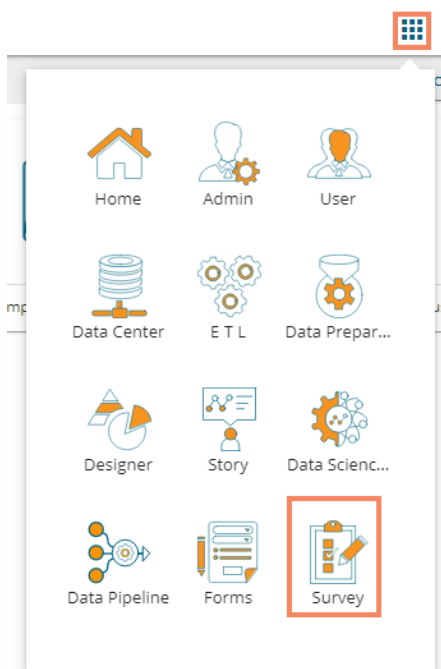 Home Admin User
Data Center E T L Data Prepar...
Designer Story Data Scienc...
Data Pipeline Forms Survey